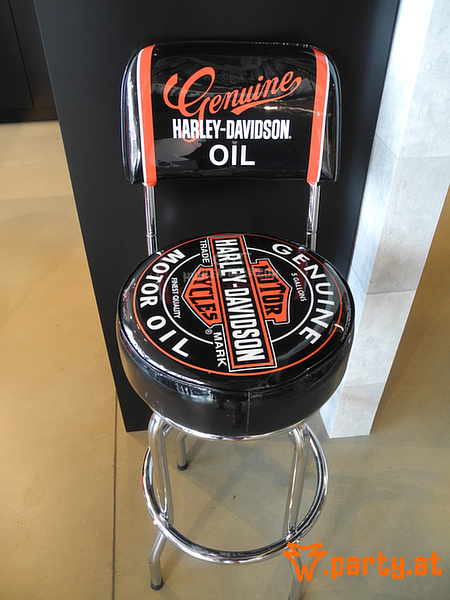 Genuine
HARLEY-DAVIDSON
OIL
GENUINE
5 GALLONS
MOTOR
HARLEY-DAVIDSON
CYCLES
TRADE MARK ®
FINEST QUALITY
MOTOR OIL
w.party.at